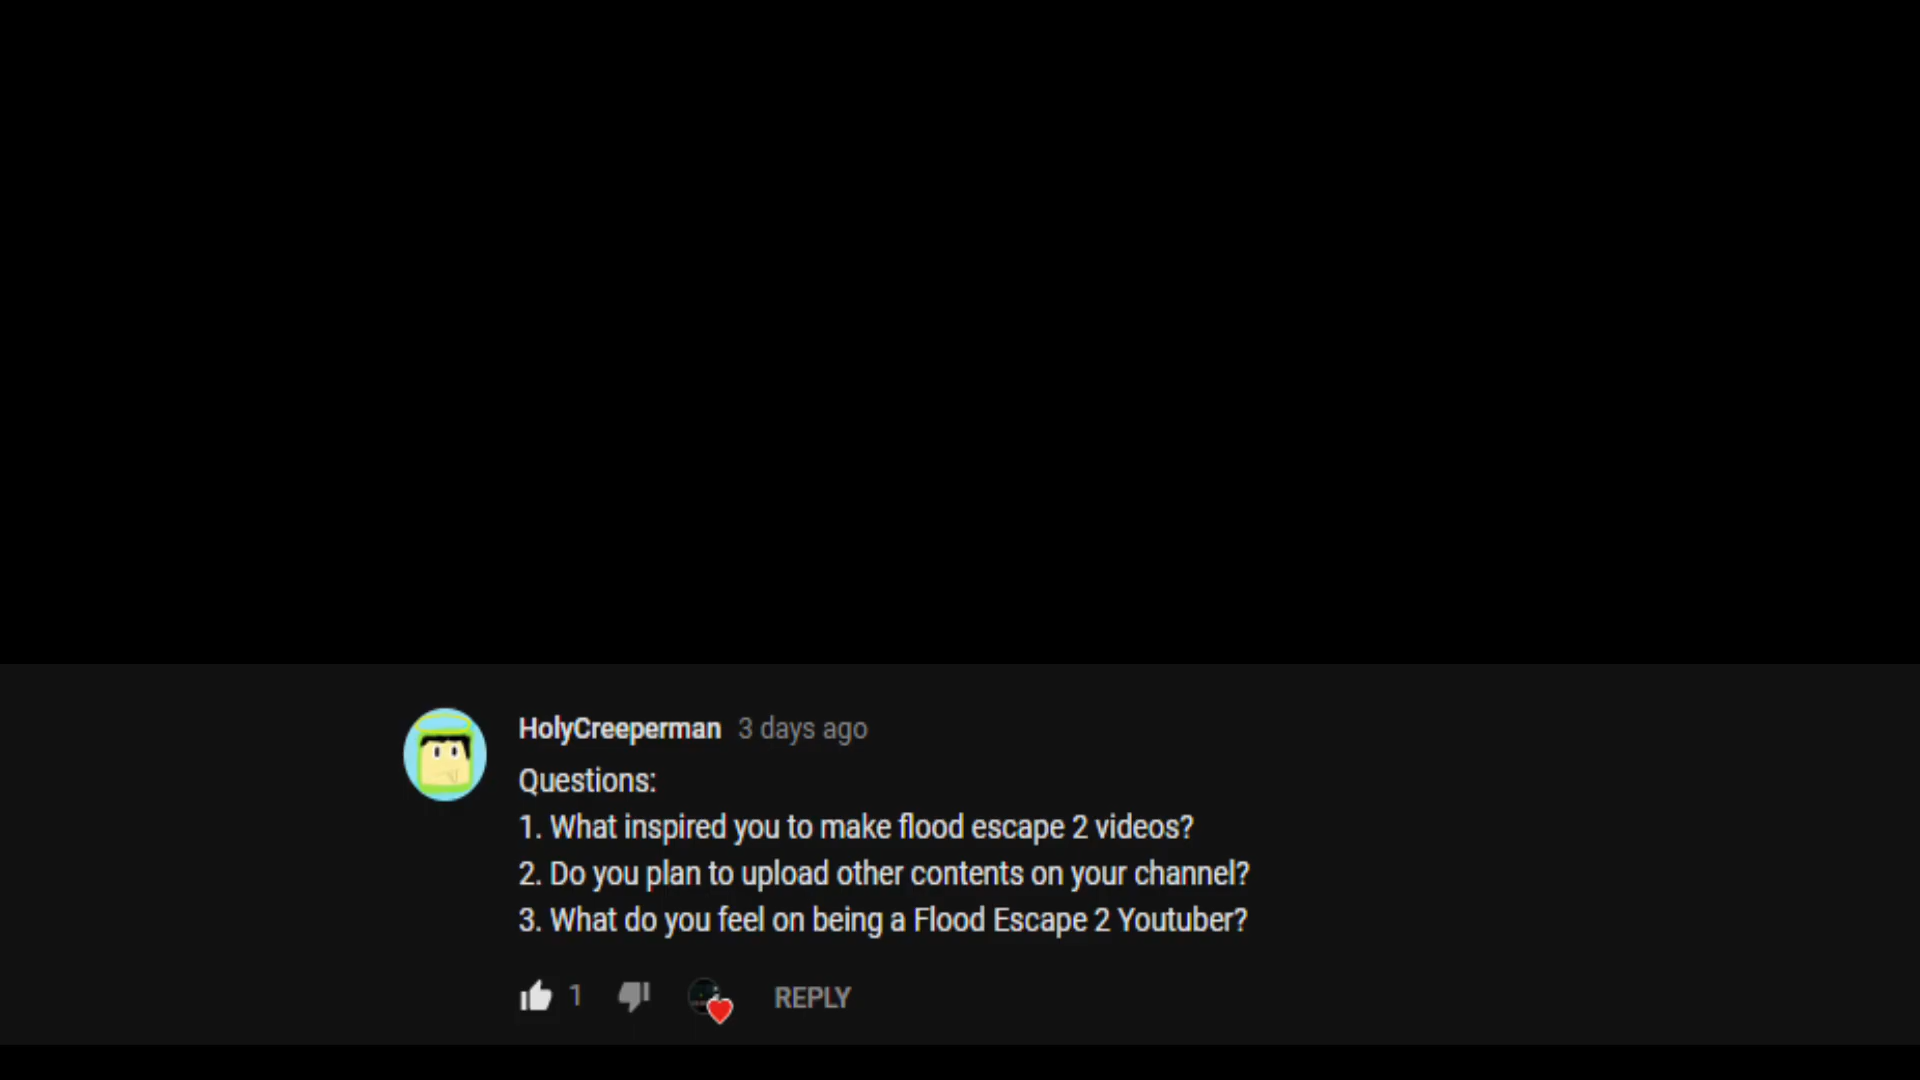 HolyCreeperman 3 days ago
Questions:
1. What inspired you to make flood escape 2 videos?
2. Do you plan to upload other contents on your channel?
3. What do you feel on being a Flood Escape 2 Youtuber?
1 REPLY